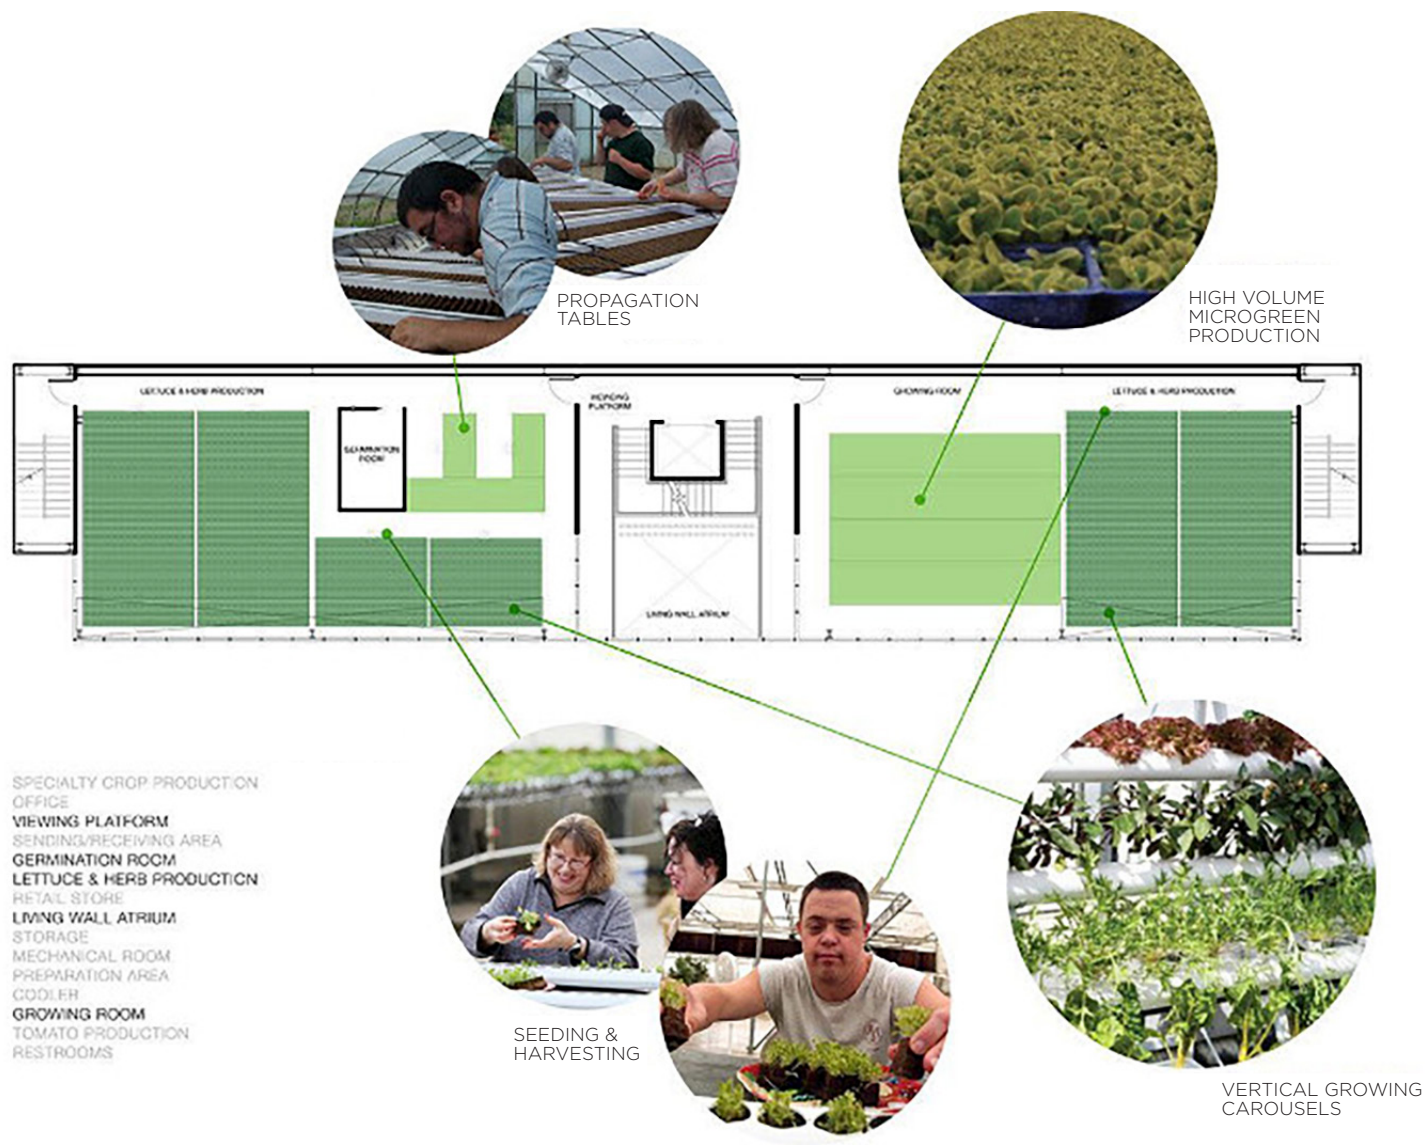 PROPAGATION
TABLES
HIGH VOLUME
MICROGREEN
PRODUCTION
LETTUCE & HERB PRODUCTION
VIEWING
PLATFORM
GROWING ROOM
LETTUCE & HERB PRODUCTION
GERMINATION
ROOM
LIVING WALL ATRIUM
SPECIALTY CROP PRODUCTION
OFFICE
VIEWING PLATFORM
SENDING/RECEIVING AREA
GERMINATION ROOM
LETTUCE & HERB PRODUCTION
RETAIL STORE
LIVING WALL ATRIUM
STORAGE
MECHANICAL ROOM
PREPARATION AREA
COOLER
GROWING ROOM
TOMATO PRODUCTION
RESTROOMS
SEEDING &
HARVESTING
VERTICAL GROWING
CAROUSELS